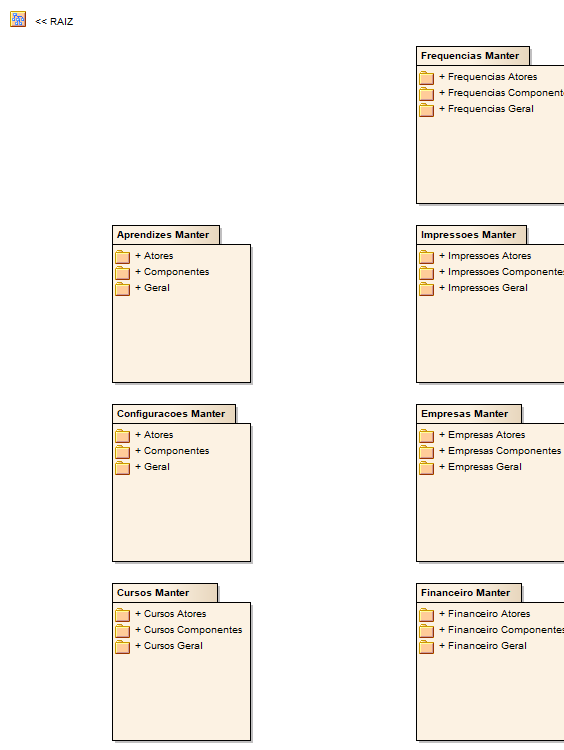 << RAIZ
Frequencias Manter
+ Frequencias Atores
+ Frequencias Component
+ Frequencias Geral
Aprendizes Manter
+ Atores
+ Componentes
+ Geral
Impressoes Manter
+ Impressoes Atores
+ Impressoes Componentes
+ Impressoes Geral
Configuracoes Manter
+ Atores
+ Componentes
+ Geral
Empresas Manter
+ Empresas Atores
+ Empresas Componentes
+ Empresas Geral
Cursos Manter
+ Cursos Atores
+ Cursos Componentes
+ Cursos Geral
Financeiro Manter
+ Financeiro Atores
+ Financeiro Componentes
+ Financeiro Geral